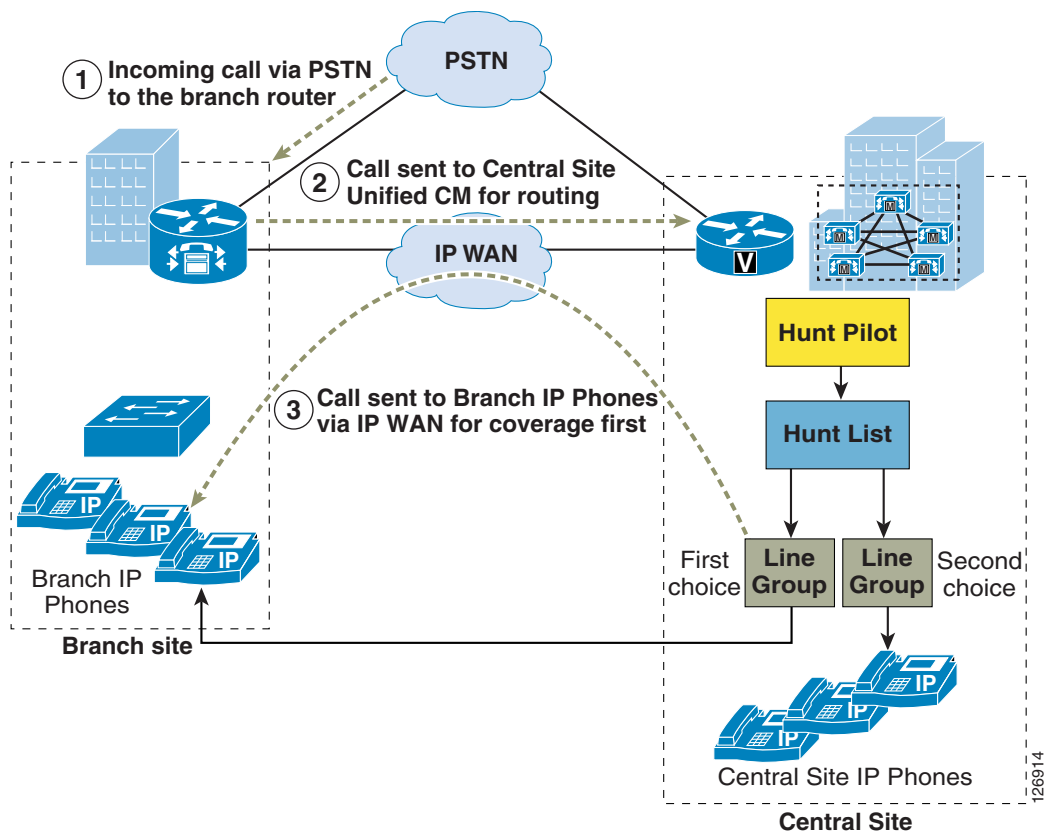 PSTN
1 Incoming call via PSTN
to the branch router
2 Call sent to Central Site
Unified CM for routing
IP WAN
V
M
M
M
M
M
Hunt Pilot
3 Call sent to Branch IP Phones
via IP WAN for coverage first
Hunt List
IP
IP
IP
Branch IP
Phones
Branch site
First
choice
Line
Group
Line
Group
Second
choice
IP
IP
IP
Central Site IP Phones
Central Site
126914